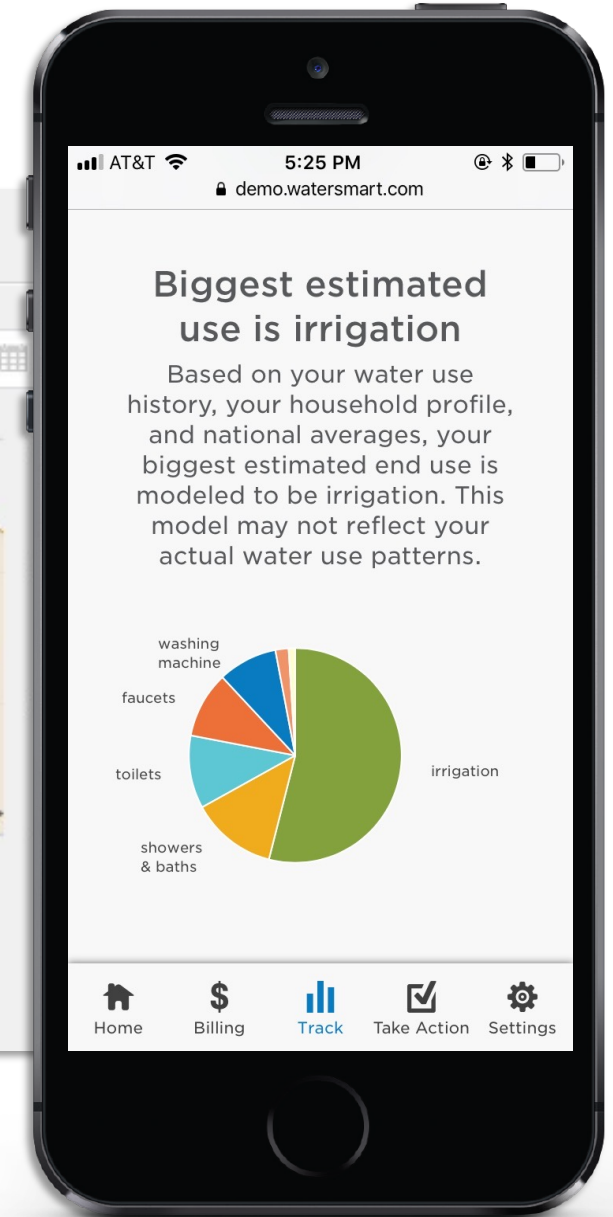 AT&T 5:25 PM
demo.watersmart.com
Biggest estimated
use is irrigation
Based on your water use
history, your household profile,
and national averages, your
biggest estimated end use is
modeled to be irrigation. This
model may not reflect your
actual water use patterns.
washing
machine
faucets
toilets
irrigation
showers
& baths
$
Home Billing Track Take Action Settings